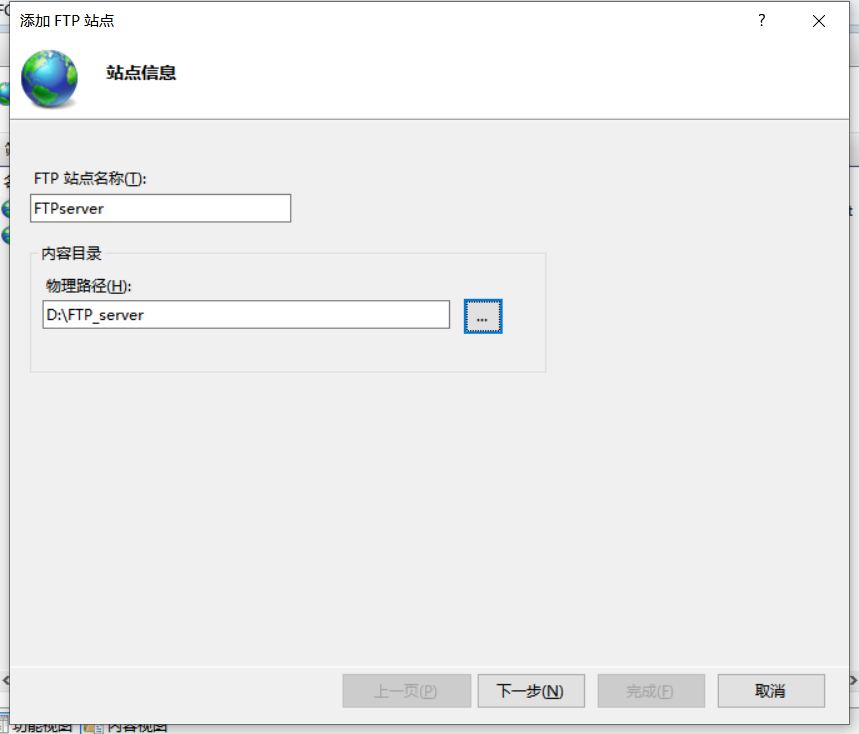 添加 FTP 站点
?
站点信息
FTP 站点名称(T):
FTPserver
内容目录
物理路径(H):
D:\FTP_server
...
上一页(P) 下一步(N) 完成(F) 取消
功能视图 内容视图